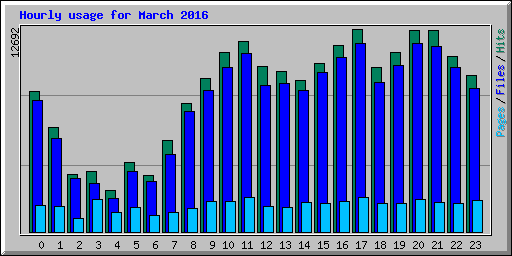 Hourly usage for March 2016
12692
Pages/Files/Hits
0 1 2 3 4 5 6 7 8 9 10 11 12 13 14 15 16 17 18 19 20 21 22 23